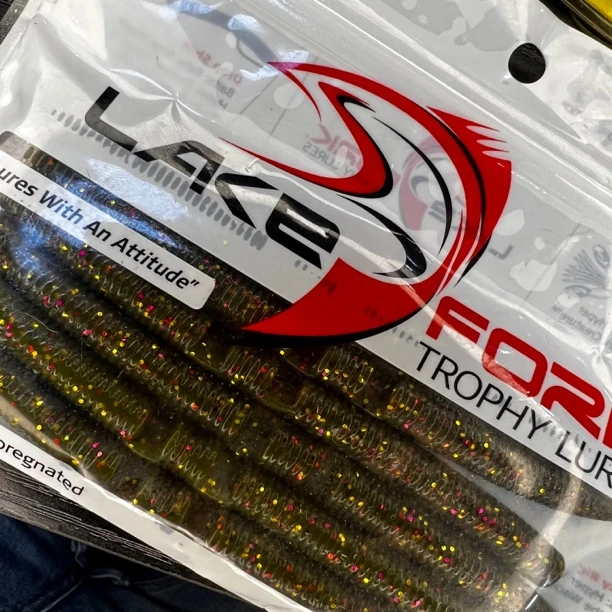 LAKE
FOR
TROPHY LUR
ures With An Attitude"
pregnated